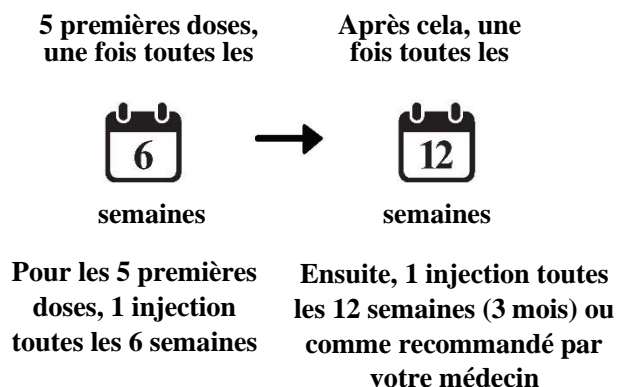 5 premières doses,
une fois toutes les
6
semaines
Pour les 5 premières
doses, 1 injection
toutes les 6 semaines
Après cela, une
fois toutes les
12
semaines
Ensuite, 1 injection toutes
les 12 semaines (3 mois) ou
comme recommandé par
votre médecin